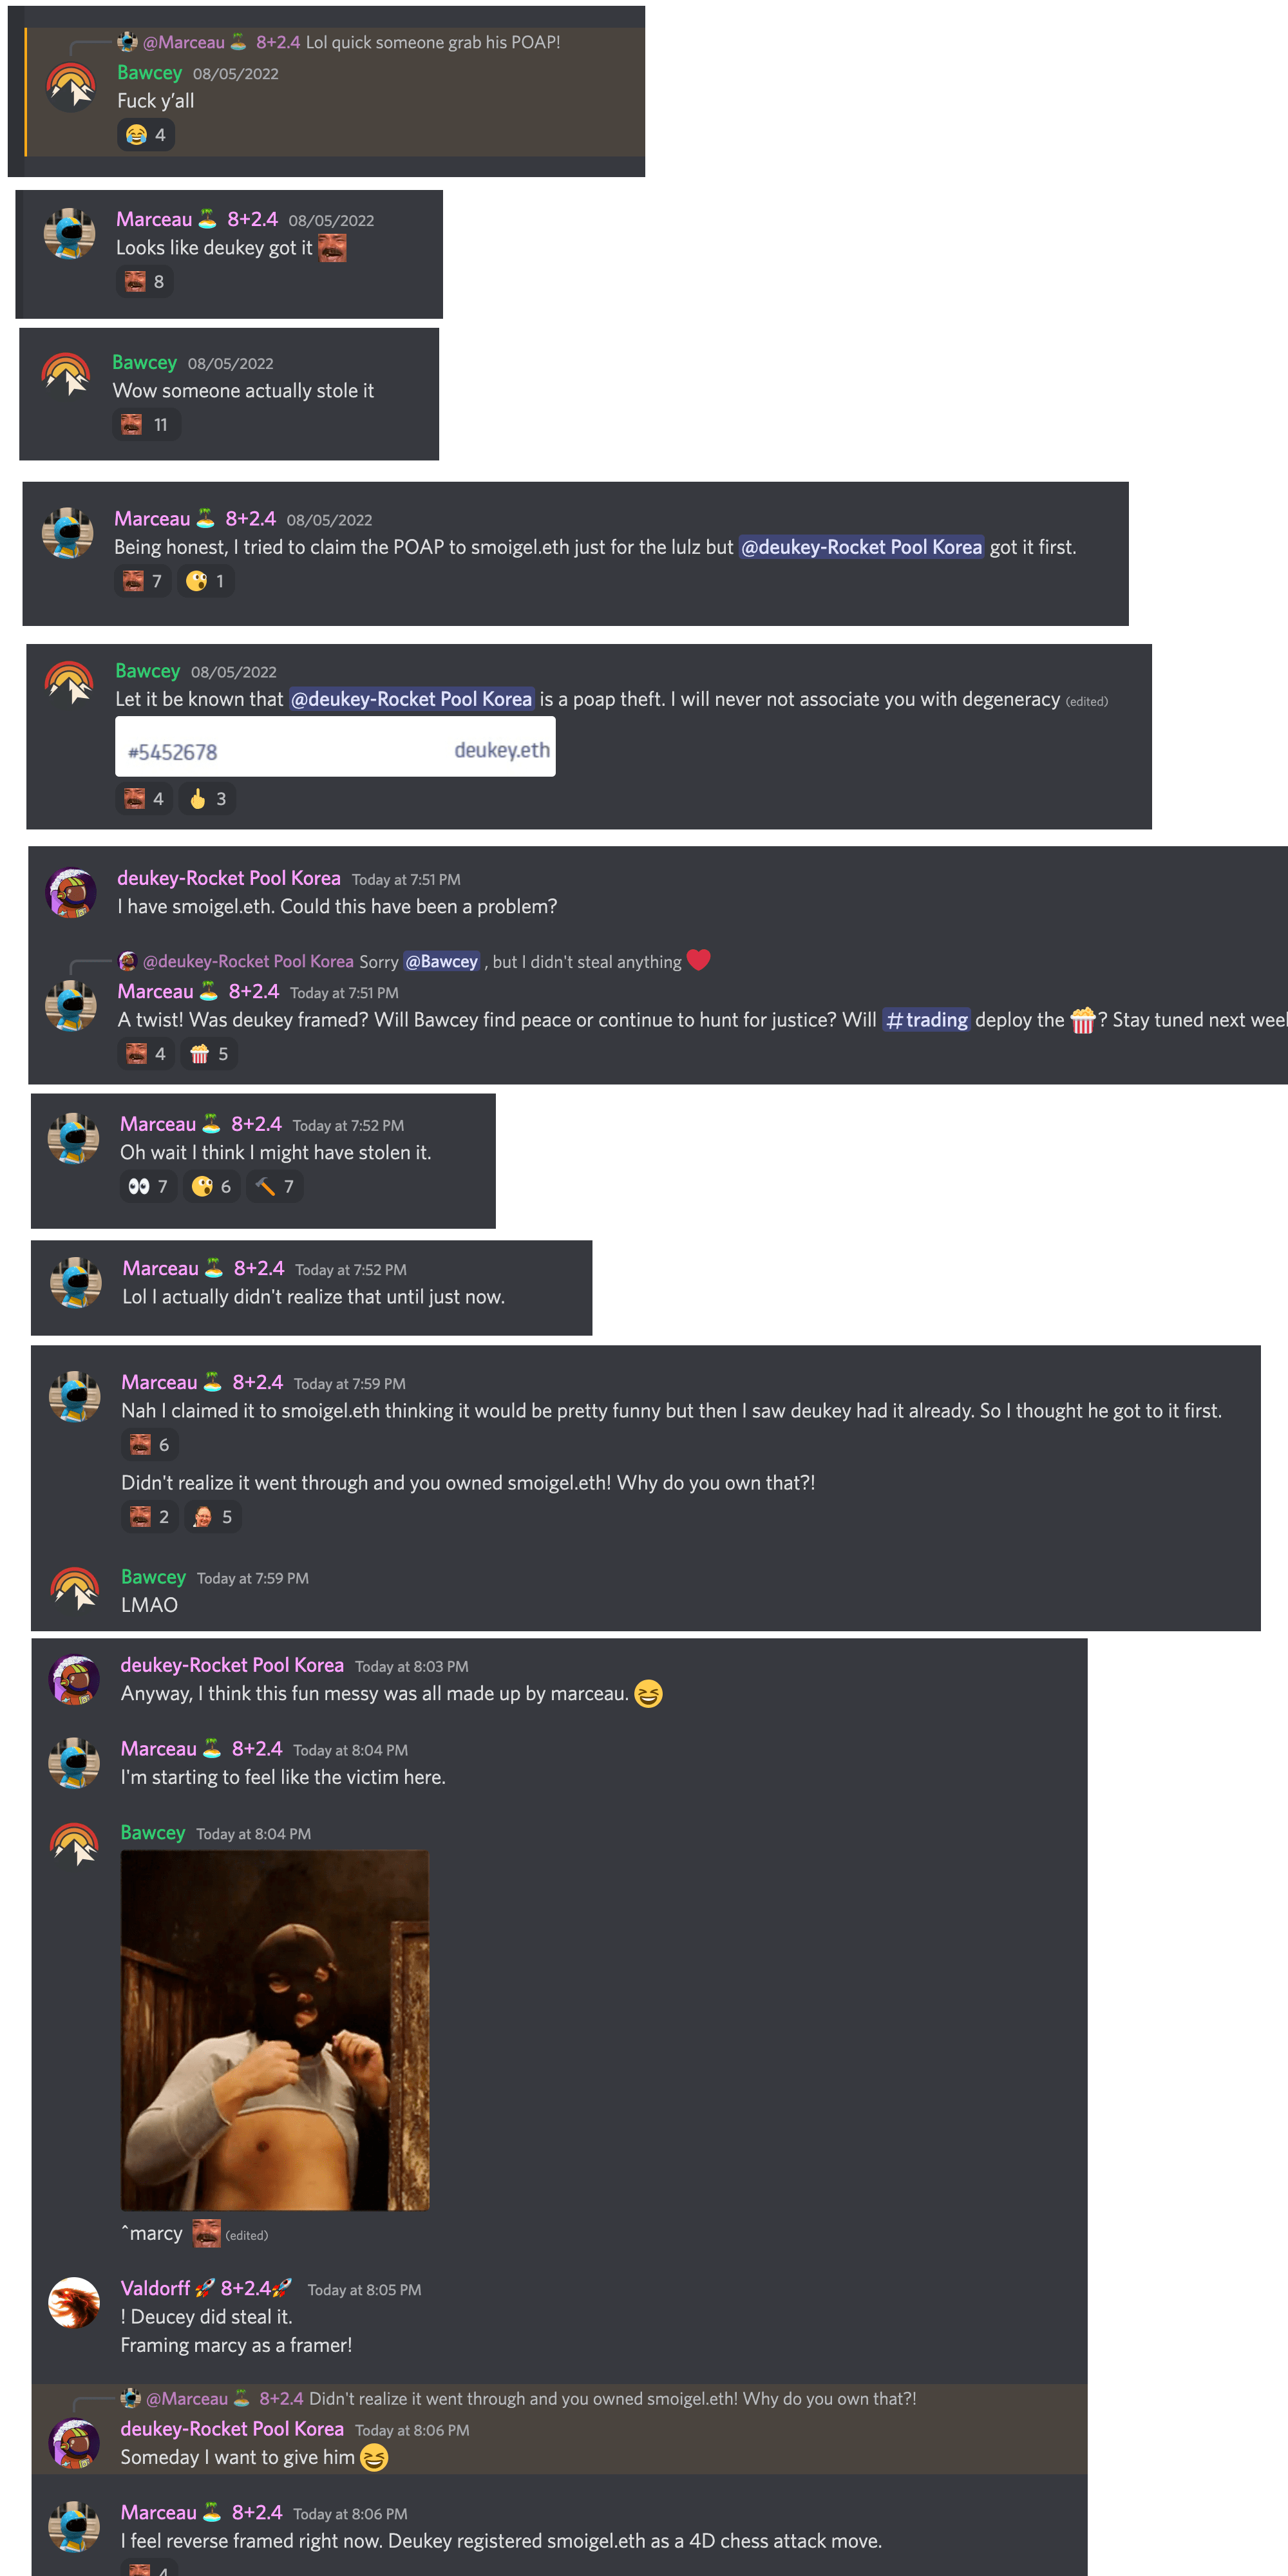 @Marceau 🏝️ 8+2.4 Lol quick someone grab his POAP!
Bawcey 08/05/2022
Fuck y’all
😂 4
Marceau 🏝️ 8+2.4 08/05/2022
Looks like deukey got it
8
Bawcey 08/05/2022
Wow someone actually stole it
11
Marceau 🏝️ 8+2.4 08/05/2022
Being honest, I tried to claim the POAP to smoigel.eth just for the lulz but @deukey-Rocket Pool Korea got it first.
7 1
Bawcey 08/05/2022
Let it be known that @deukey-Rocket Pool Korea is a poap theft. I will never not associate you with degeneracy (edited)
#5452678 deukey.eth
4 🖕 3
deukey-Rocket Pool Korea Today at 7:51 PM
I have smoigel.eth. Could this have been a problem?
@deukey-Rocket Pool Korea Sorry @Bawcey , but I didn't steal anything ❤️
Marceau 🏝️ 8+2.4 Today at 7:51 PM
A twist! Was deukey framed? Will Bawcey find peace or continue to hunt for justice? Will # trading deploy the 🍿? Stay tuned next wee
4 🍿 5
Marceau 🏝️ 8+2.4 Today at 7:52 PM
Oh wait I think I might have stolen it.
👀 7 6 🔨 7
Marceau 🏝️ 8+2.4 Today at 7:52 PM
Lol I actually didn't realize that until just now.
Marceau 🏝️ 8+2.4 Today at 7:59 PM
Nah I claimed it to smoigel.eth thinking it would be pretty funny but then I saw deukey had it already. So I thought he got to it first.
6
Didn't realize it went through and you owned smoigel.eth! Why do you own that?!
2 5
Bawcey Today at 7:59 PM
LMAO
deukey-Rocket Pool Korea Today at 8:03 PM
Anyway, I think this fun messy was all made up by marceau. 😆
Marceau 🏝️ 8+2.4 Today at 8:04 PM
I'm starting to feel like the victim here.
Bawcey Today at 8:04 PM
^marcy (edited)
Valdorff 🚀 8+2.4🚀 Today at 8:05 PM
! Deucey did steal it.
Framing marcy as a framer!
@Marceau 🏝️ 8+2.4 Didn't realize it went through and you owned smoigel.eth! Why do you own that?!
deukey-Rocket Pool Korea Today at 8:06 PM
Someday I want to give him 😆
Marceau 🏝️ 8+2.4 Today at 8:06 PM
I feel reverse framed right now. Deukey registered smoigel.eth as a 4D chess attack move.
4